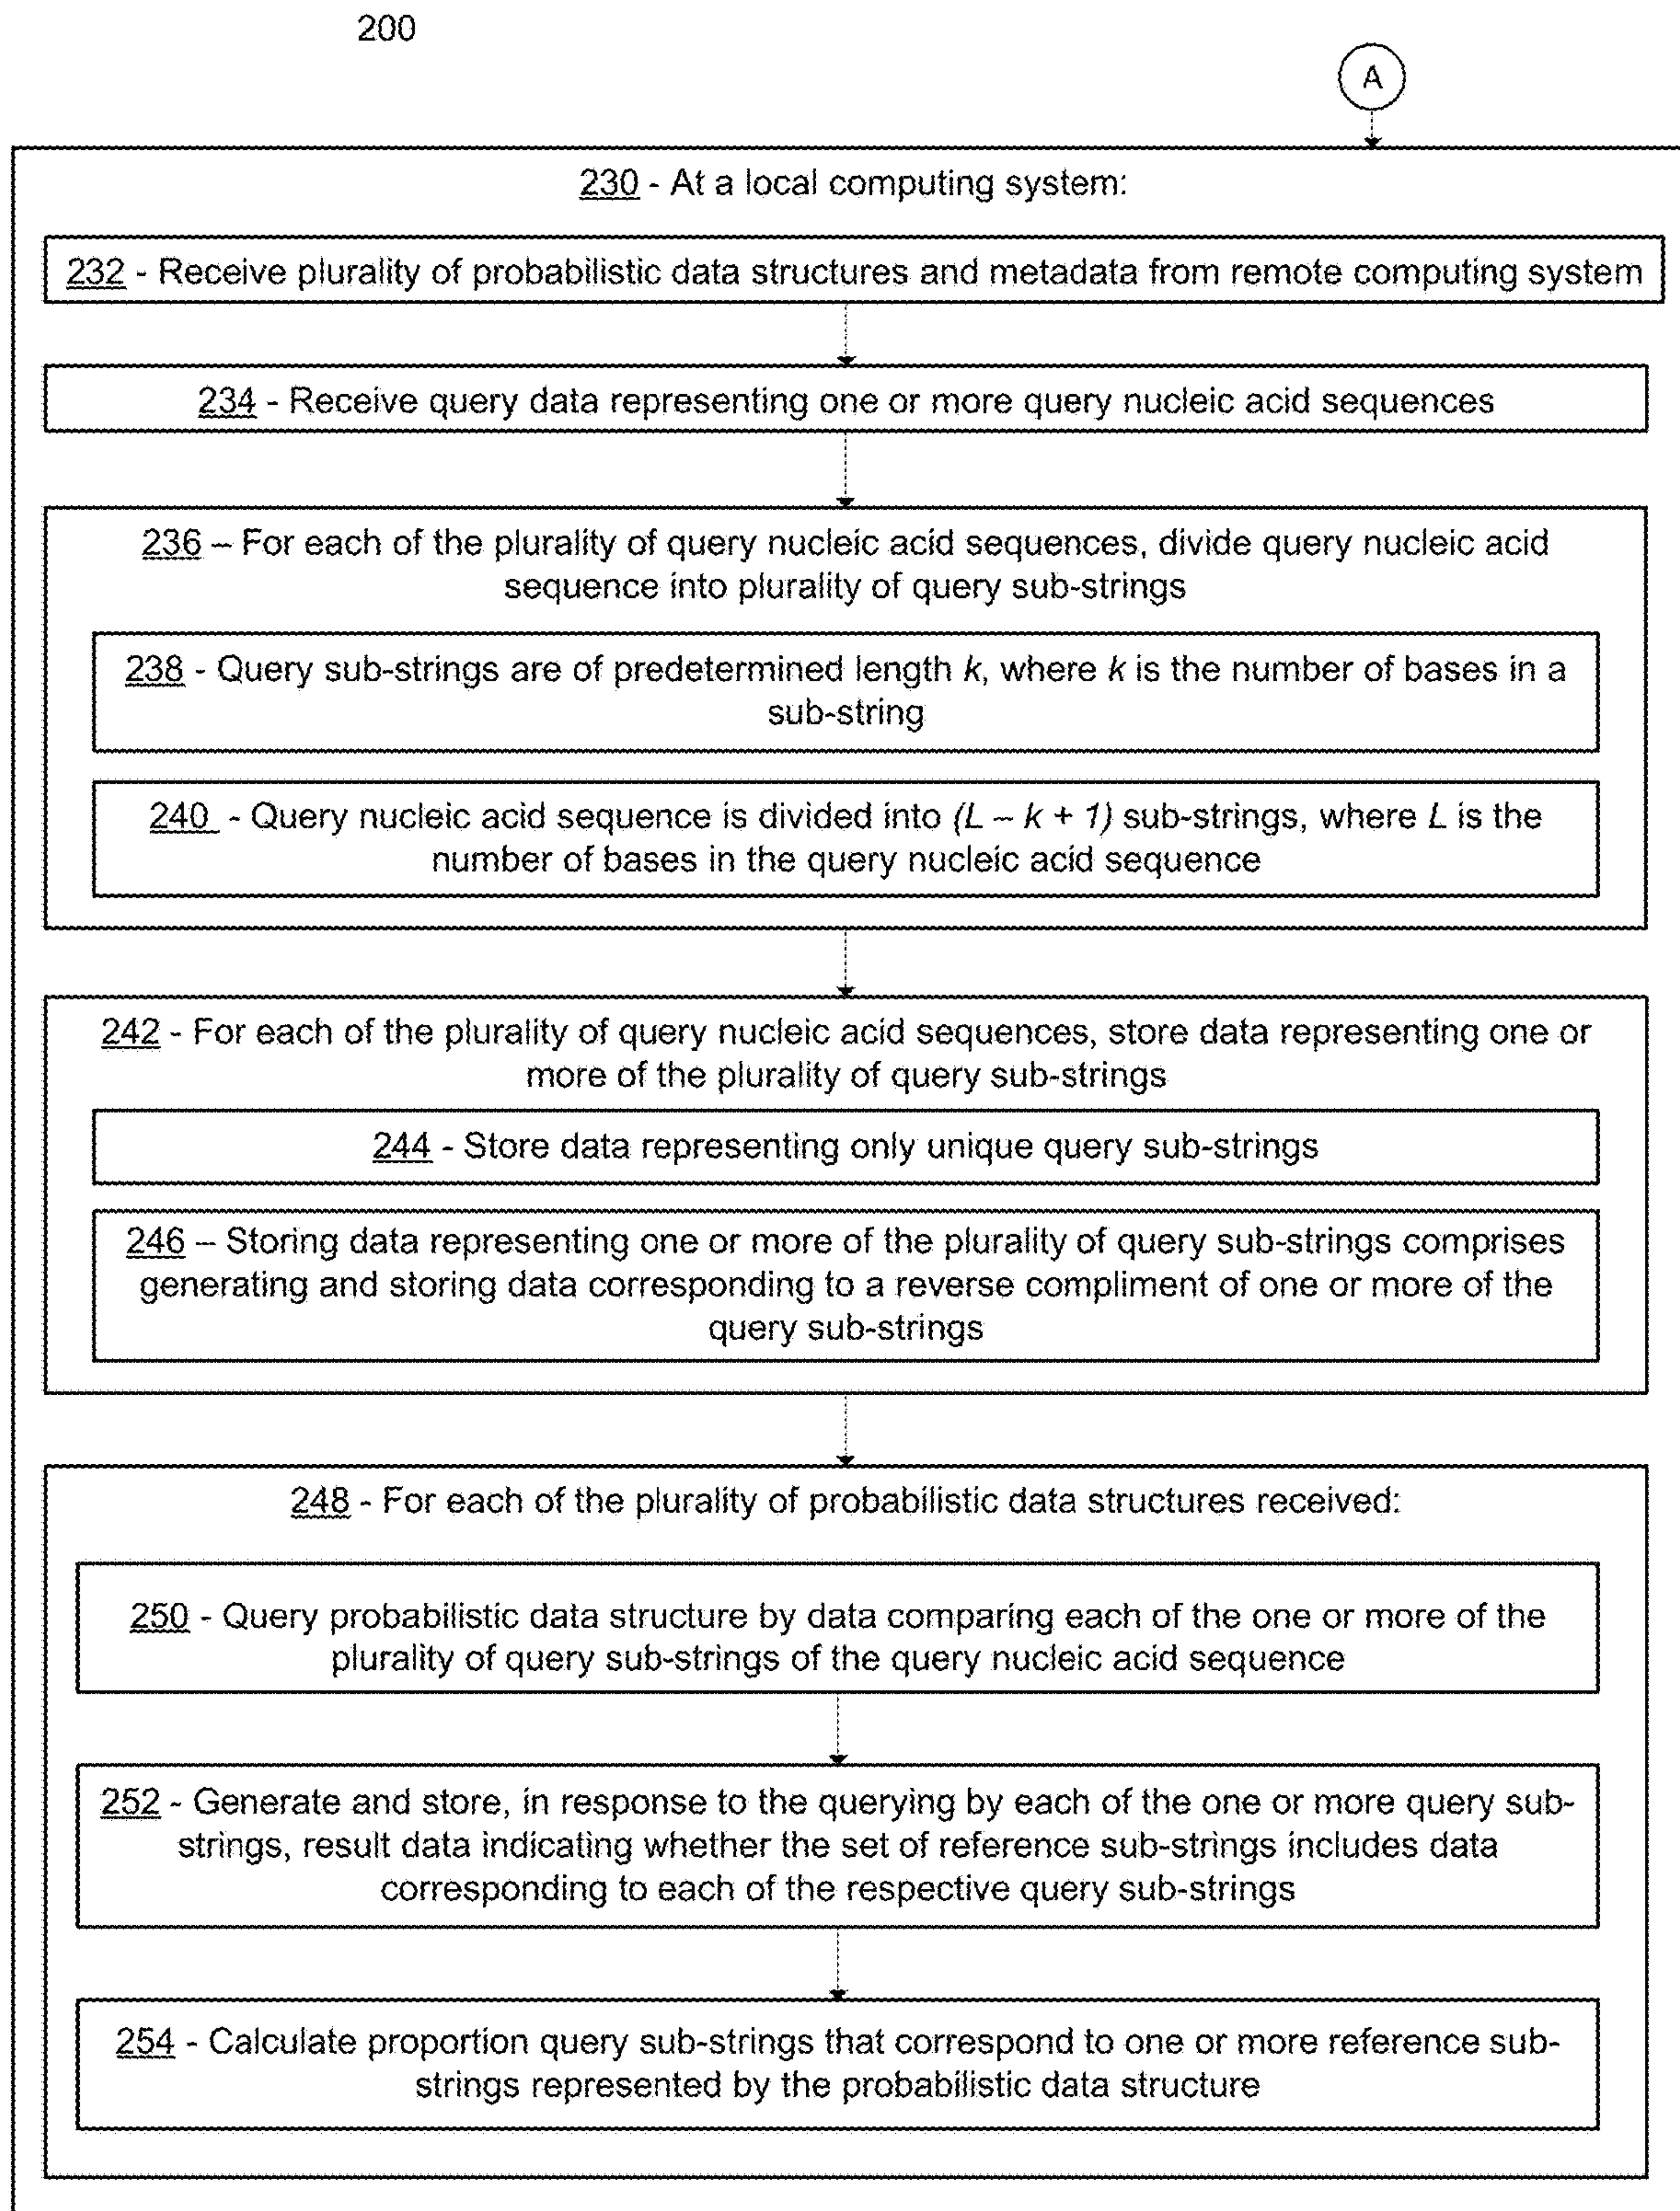 200
A
230 - At a local computing system:
232 - Receive plurality of probabilistic data structures and metadata from remote computing system
234 - Receive query data representing one or more query nucleic acid sequences
236 – For each of the plurality of query nucleic acid sequences, divide query nucleic acid
sequence into plurality of query sub-strings
238 - Query sub-strings are of predetermined length k, where k is the number of bases in a
sub-string
240 - Query nucleic acid sequence is divided into (L – k + 1) sub-strings, where L is the
number of bases in the query nucleic acid sequence
242 - For each of the plurality of query nucleic acid sequences, store data representing one or
more of the plurality of query sub-strings
244 - Store data representing only unique query sub-strings
246 – Storing data representing one or more of the plurality of query sub-strings comprises
generating and storing data corresponding to a reverse compliment of one or more of the
query sub-strings
248 - For each of the plurality of probabilistic data structures received:
250 - Query probabilistic data structure by data comparing each of the one or more of the
plurality of query sub-strings of the query nucleic acid sequence
252 - Generate and store, in response to the querying by each of the one or more query sub-
strings, result data indicating whether the set of reference sub-strings includes data
corresponding to each of the respective query sub-strings
254 - Calculate proportion query sub-strings that correspond to one or more reference sub-
strings represented by the probabilistic data structure